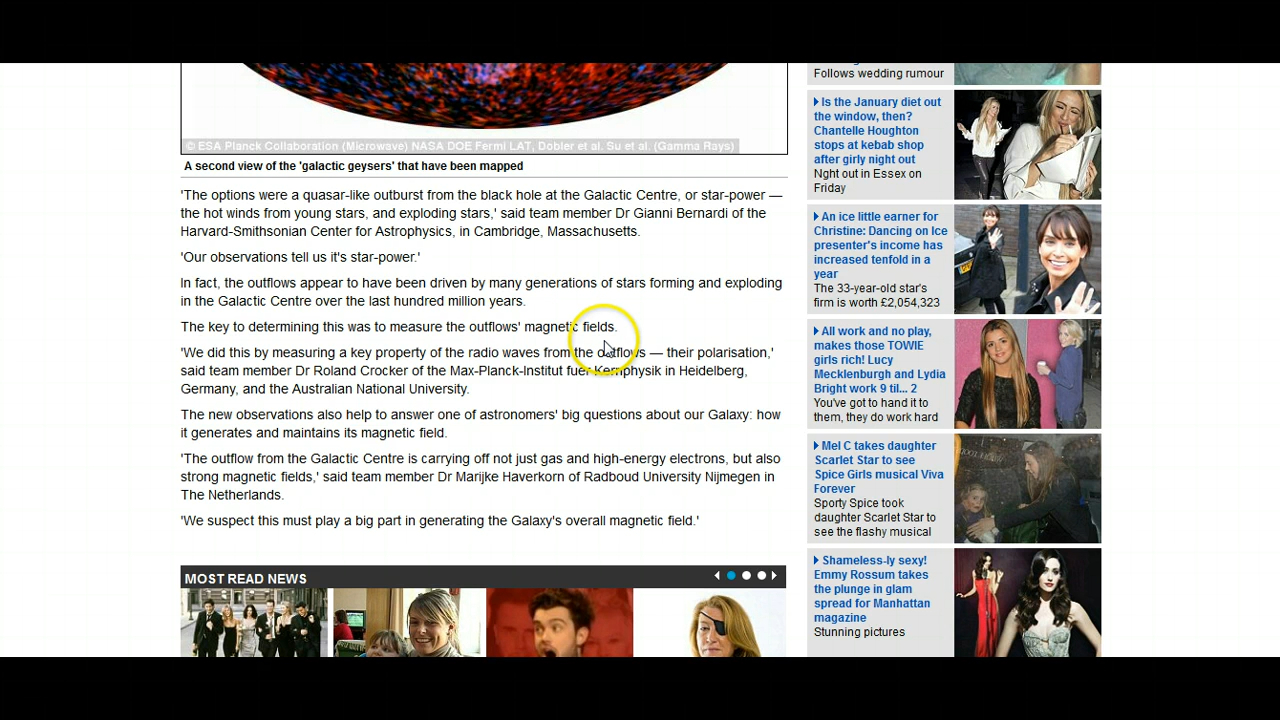 © ESA Planck Collaboration (Microwave) NASA DOE Fermi LAT, Dobler et al. Su et al. (Gamma Rays)
A second view of the 'galactic geysers' that have been mapped
'The options were a quasar-like outburst from the black hole at the Galactic Centre, or star-power —
the hot winds from young stars, and exploding stars,' said team member Dr Gianni Bernardi of the
Harvard-Smithsonian Center for Astrophysics, in Cambridge, Massachusetts.
'Our observations tell us it's star-power.'
In fact, the outflows appear to have been driven by many generations of stars forming and exploding
in the Galactic Centre over the last hundred million years.
The key to determining this was to measure the outflows' magnetic fields.
'We did this by measuring a key property of the radio waves from the outflows — their polarisation,'
said team member Dr Roland Crocker of the Max-Planck-Institut fuer Kernphysik in Heidelberg,
Germany, and the Australian National University.
The new observations also help to answer one of astronomers' big questions about our Galaxy: how
it generates and maintains its magnetic field.
'The outflow from the Galactic Centre is carrying off not just gas and high-energy electrons, but also
strong magnetic fields,' said team member Dr Marijke Haverkorn of Radboud University Nijmegen in
The Netherlands.
'We suspect this must play a big part in generating the Galaxy's overall magnetic field.'
MOST READ NEWS
Follows wedding rumour
Is the January diet out
the window, then?
Chantelle Houghton
stops at kebab shop
after girly night out
Nght out in Essex on
Friday
An ice little earner for
Christine: Dancing on Ice
presenter's income has
increased tenfold in a
year
The 33-year-old star's
firm is worth £2,054,323
All work and no play,
makes those TOWIE
girls rich! Lucy
Mecklenburgh and Lydia
Bright work 9 til... 2
You've got to hand it to
them, they do work hard
Mel C takes daughter
Scarlet Star to see
Spice Girls musical Viva
Forever
Sporty Spice took
daughter Scarlet Star to
see the flashy musical
Shameless-ly sexy!
Emmy Rossum takes
the plunge in glam
spread for Manhattan
magazine
Stunning pictures